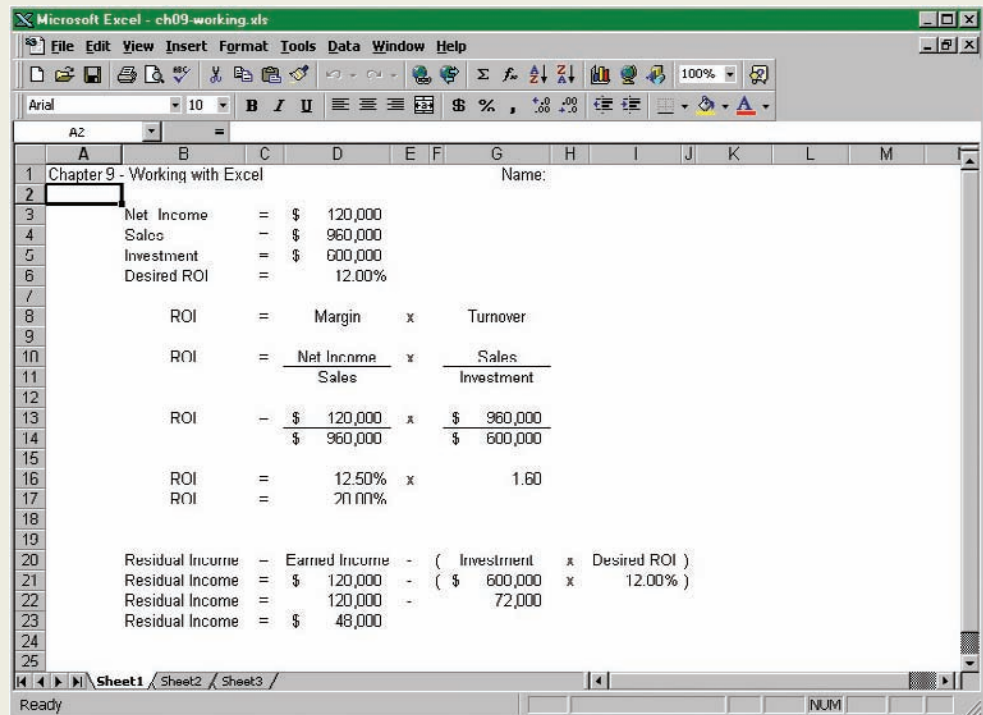 Microsoft Excel - ch09-working.xls
File Edit View Insert Format Tools Data Window Help
100%
Arial 10 B I U $ % ,
A2 =
A B C D E F G H I J K L M
1 Chapter 9 - Working with Excel Name:
2
3 Net Income = $ 120,000
4 Sales = $ 960,000
5 Investment = $ 600,000
6 Desired ROI = 12.00%
7
8 ROI = Margin x Turnover
9
10 ROI = Net Income x Sales
11 Sales Investment
12
13 ROI = $ 120,000 x $ 960,000
14 $ 960,000 $ 600,000
15
16 ROI = 12.50% x 1.60
17 ROI = 20.00%
18
19
20 Residual Income = Earned Income - ( Investment x Desired ROI )
21 Residual Income = $ 120,000 - ( $ 600,000 x 12.00% )
22 Residual Income = 120,000 - 72,000
23 Residual Income = $ 48,000
24
25
Sheet1 / Sheet2 / Sheet3 /
Ready NUM